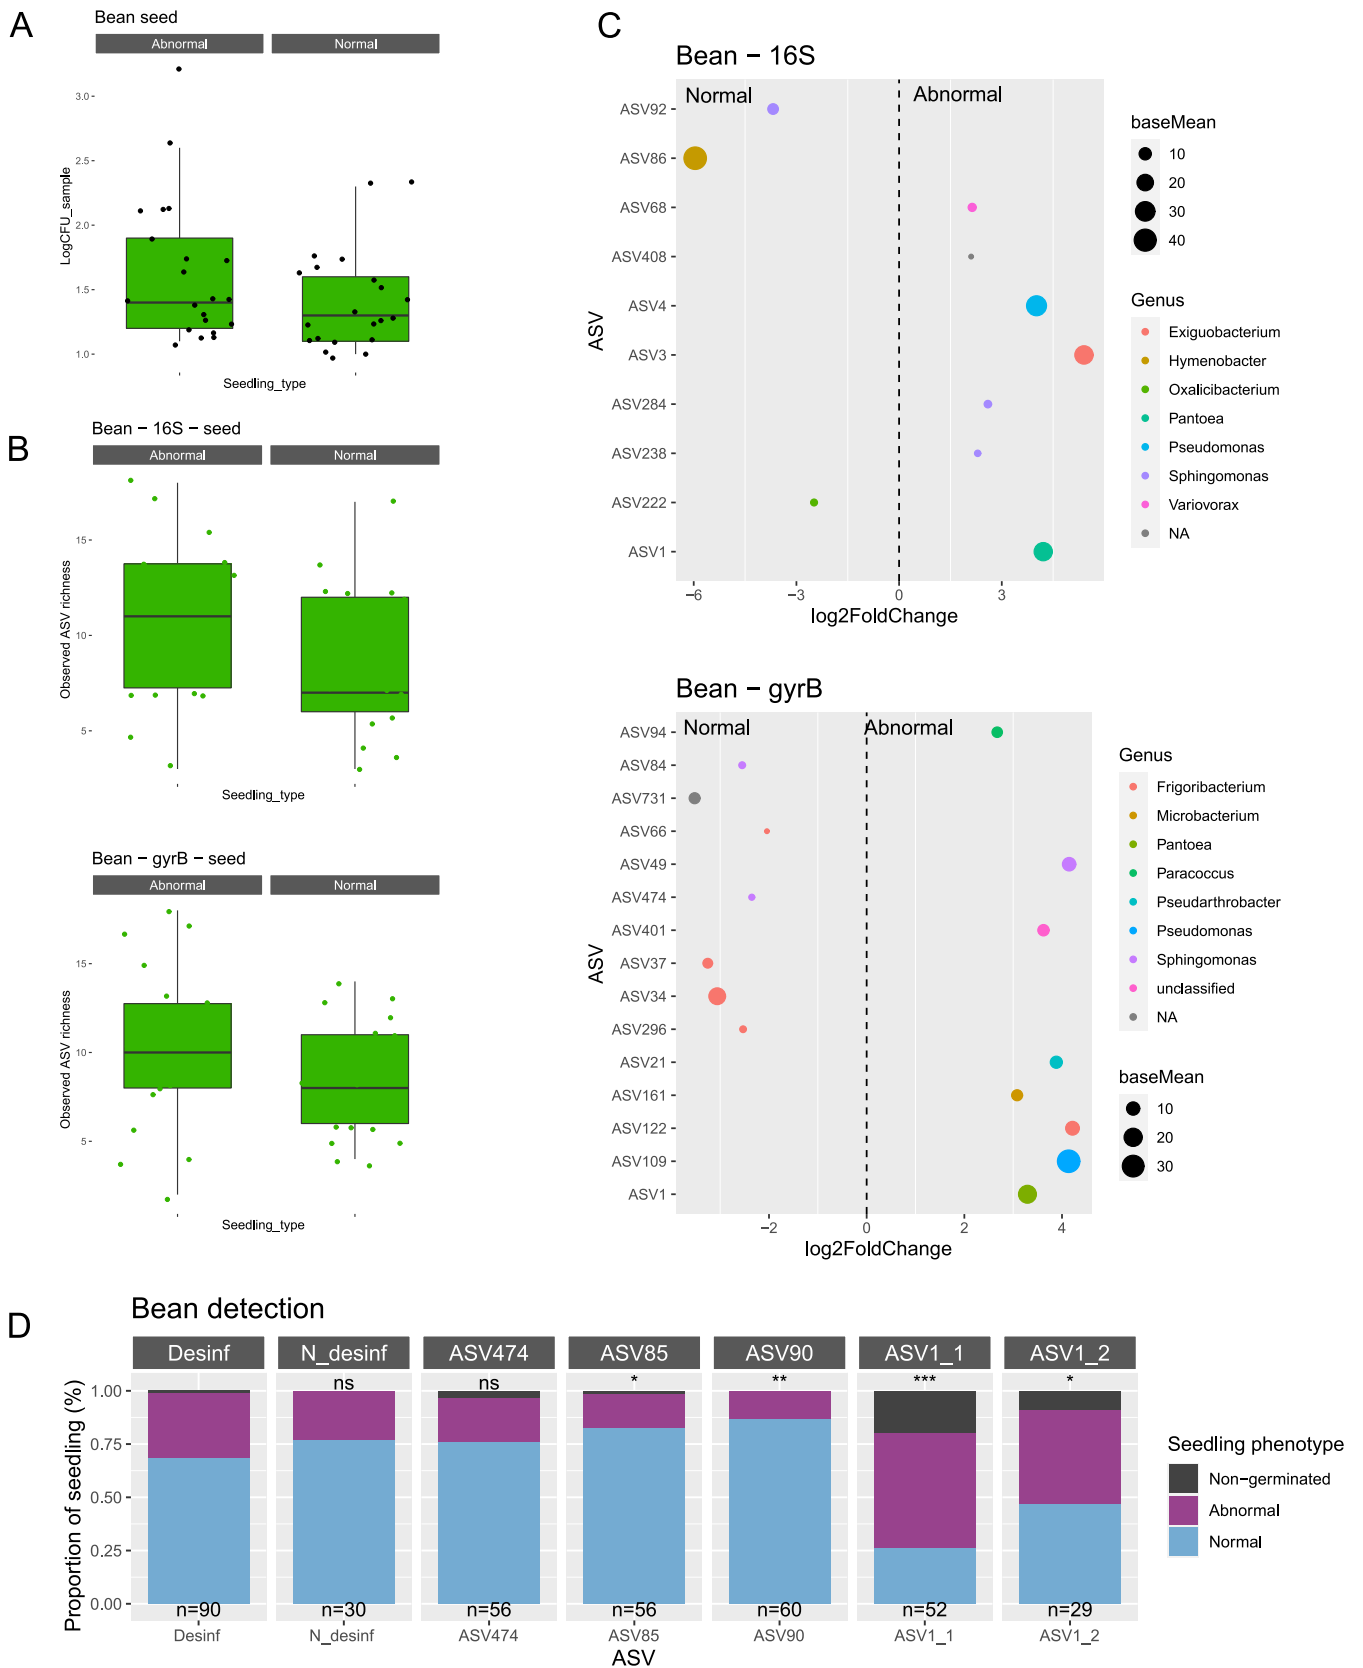 A
Bean seed
Abnormal
Normal
3.0
2.5
2.0
1.5
1.0
LogCFU_sample
Seedling_type
B
Bean − 16S − seed
Abnormal
Normal
15
10
5
Observed ASV richness
Seedling_type
Bean − gyrB − seed
Abnormal
Normal
15
10
5
Observed ASV richness
Seedling_type
C
Bean − 16S
Normal
Abnormal
ASV92
ASV86
ASV68
ASV408
ASV4
ASV3
ASV284
ASV238
ASV222
ASV1
ASV
−6
−3
0
3
log2FoldChange
baseMean
10
20
30
40
Genus
Exiguobacterium
Hymenobacter
Oxalicibacterium
Pantoea
Pseudomonas
Sphingomonas
Variovorax
NA
Bean − gyrB
Normal
Abnormal
ASV94
ASV84
ASV731
ASV66
ASV49
ASV474
ASV401
ASV37
ASV34
ASV296
ASV21
ASV161
ASV122
ASV109
ASV1
ASV
−2
0
2
4
log2FoldChange
Genus
Frigoribacterium
Microbacterium
Pantoea
Paracoccus
Pseudarthrobacter
Pseudomonas
Sphingomonas
unclassified
NA
baseMean
10
20
30
D
Bean detection
Desinf
N_desinf
ASV474
ASV85
ASV90
ASV1_1
ASV1_2
ns
ns
*
**
***
*
1.00
0.75
0.50
0.25
0.00
Proportion of seedling (%)
n=90
n=30
n=56
n=56
n=60
n=52
n=29
Desinf
N_desinf
ASV474
ASV85
ASV90
ASV1_1
ASV1_2
ASV
Seedling phenotype
Non−germinated
Abnormal
Normal